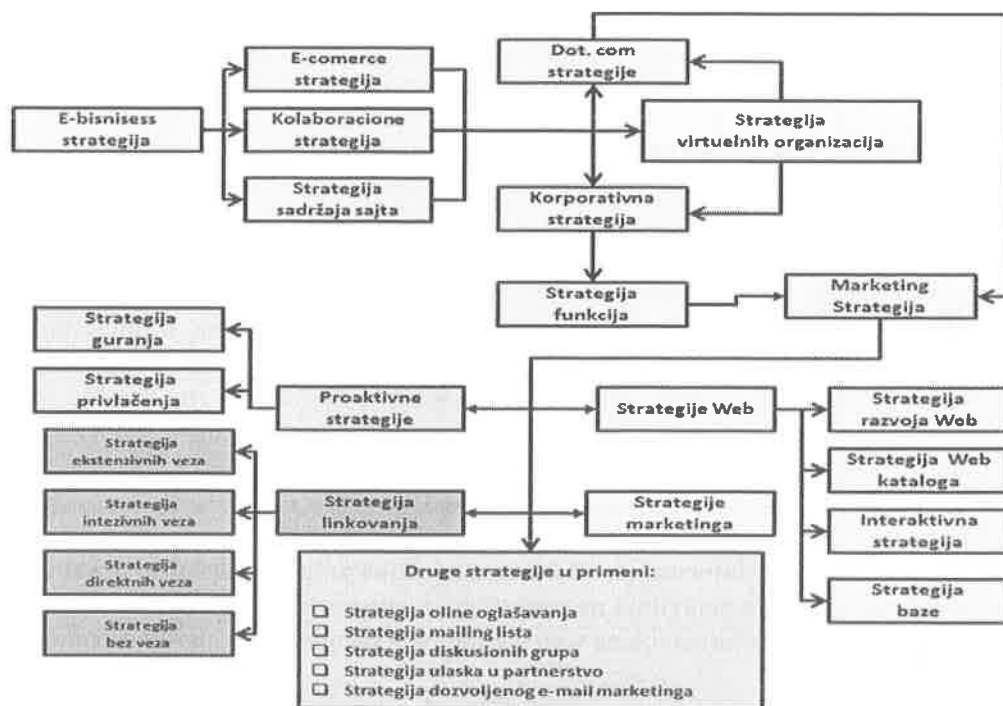 E-comerce
strategija
Dot. com
strategije
E-bisnisess
strategija
Kolaboracione
strategija
Strategija
virtuelnih organizacija
Strategija
sadržaja sajta
Korporativna
strategija
Strategija
funkcija
Marketing
Strategija
Strategija
guranja
Strategija
privlačenja
Proaktivne
strategije
Strategije Web
Strategija
razvoja Web
Strategija
ekstenzivnih veza
Strategija Web
kataloga
Strategija
intezivnih veza
Strategija
linkovanja
Strategije
marketinga
Interaktivna
strategija
Strategija
direktnih veza
Strategija
baze
Strategija
bez veza
Druge strategije u primeni:
❑ Strategija oline oglašavanja
❑ Strategija mailing lista
❑ Strategija diskusionih grupa
❑ Strategija ulaska u partnerstvo
❑ Strategija dozvoljenog e-mail marketinga